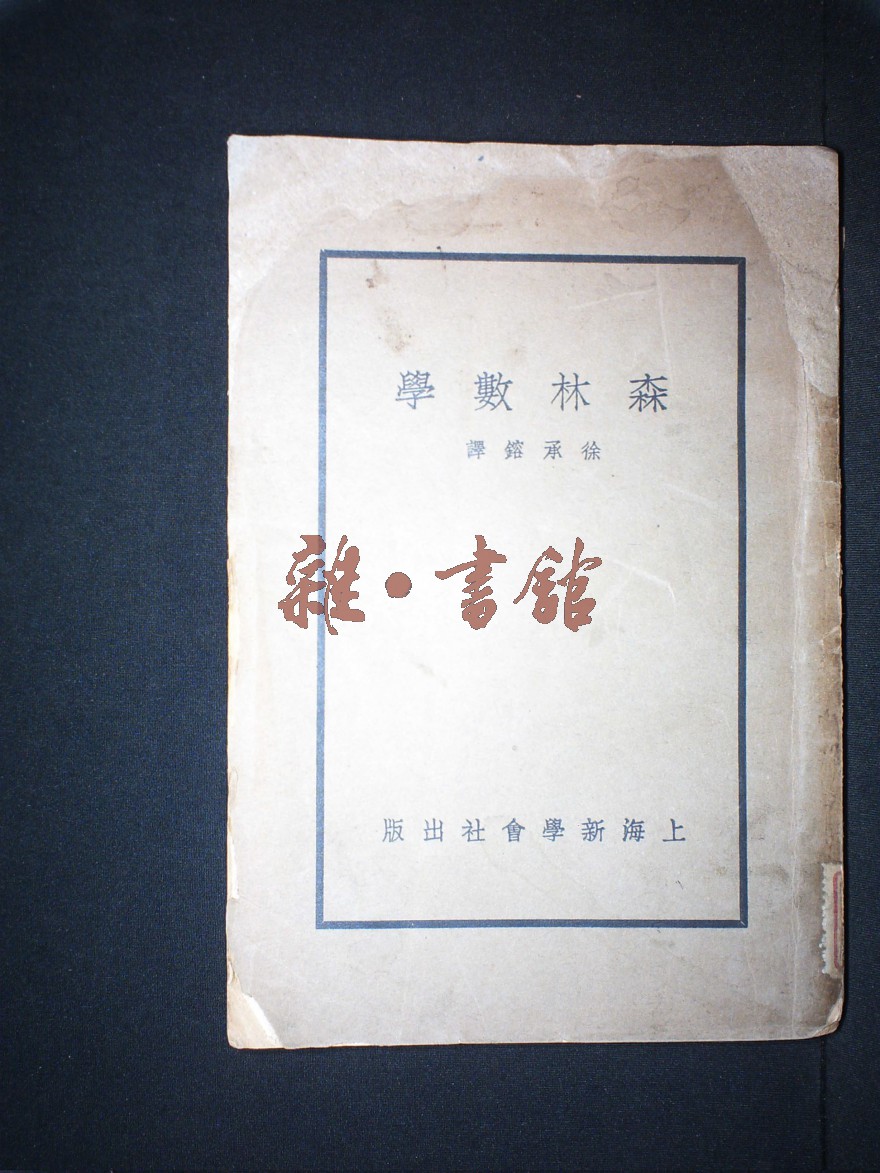 森林數學
徐承鎔譯
雜·書館
上海新學會社出版